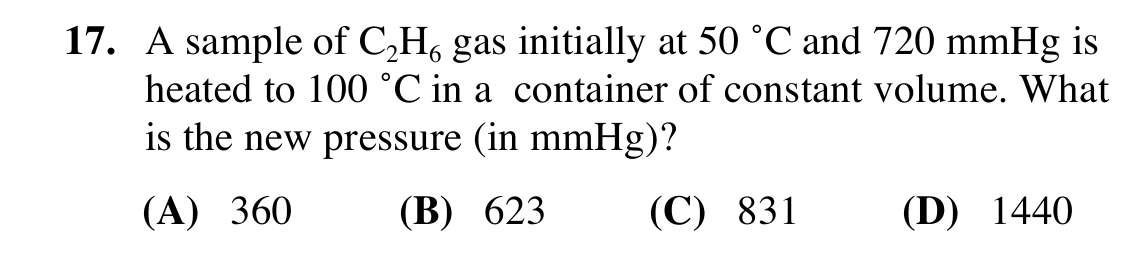 17. A sample of C₂H₆ gas initially at 50 ˚C and 720 mmHg is
heated to 100 ˚C in a container of constant volume. What
is the new pressure (in mmHg)?
(A) 360 (B) 623 (C) 831 (D) 1440